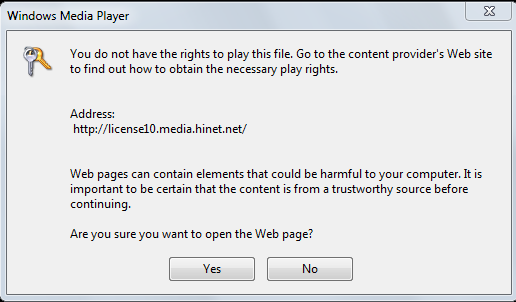 Windows Media Player
You do not have the rights to play this file. Go to the content provider's Web site
to find out how to obtain the necessary play rights.
Address:
http://license10.media.hinet.net/
Web pages can contain elements that could be harmful to your computer. It is
important to be certain that the content is from a trustworthy source before
continuing.
Are you sure you want to open the Web page?
Yes
No